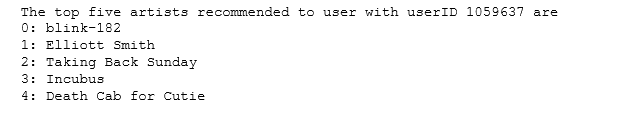 The top five artists recommended to user with userID 1059637 are
0: blink-182
1: Elliott Smith
2: Taking Back Sunday
3: Incubus
4: Death Cab for Cutie